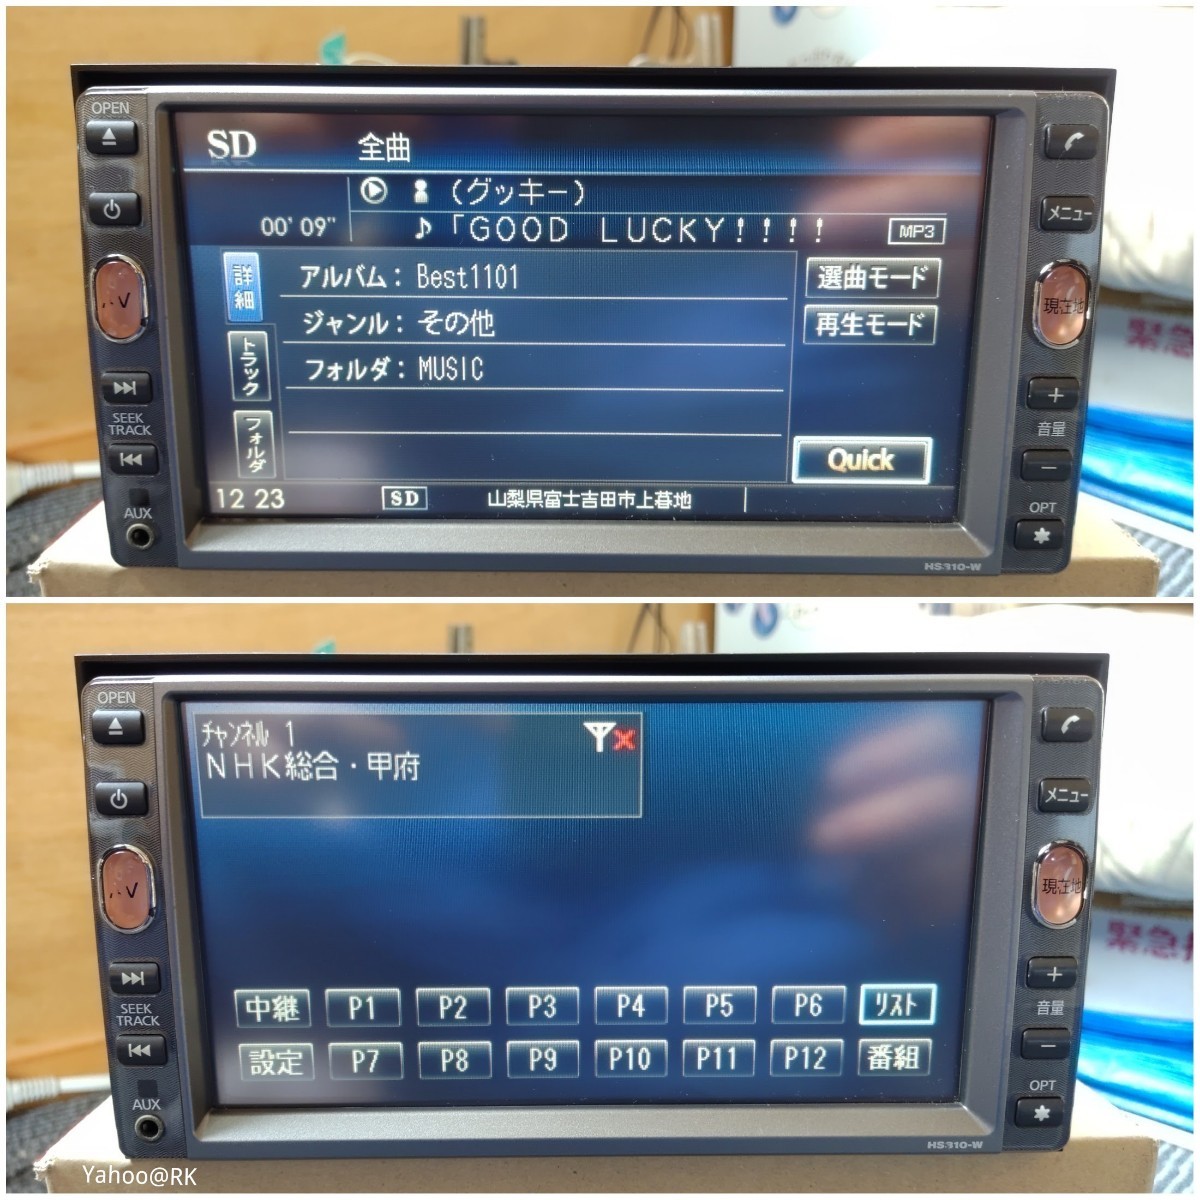 OPEN
SD 全曲
(グッキー)
00' 09" ♪「GOOD LUCKY!!!! MP3
詳細
アルバム: Best1101
選曲モード
ジャンル: その他
再生モード
トラック
フォルダ: MUSIC
フォルダ
Quick
12 23 SD 山梨県富士吉田市上暮地
メニュー
現在地
SEEK
TRACK
+
音量
−
AUX
OPT
HS310-W
緊急
OPEN
チャンネル 1
NHK総合・甲府
メニュー
現在地
中継 P1 P2 P3 P4 P5 P6 リスト
設定 P7 P8 P9 P10 P11 P12 番組
SEEK
TRACK
+
音量
−
AUX
OPT
HS310-W
緊急
Yahoo@RK